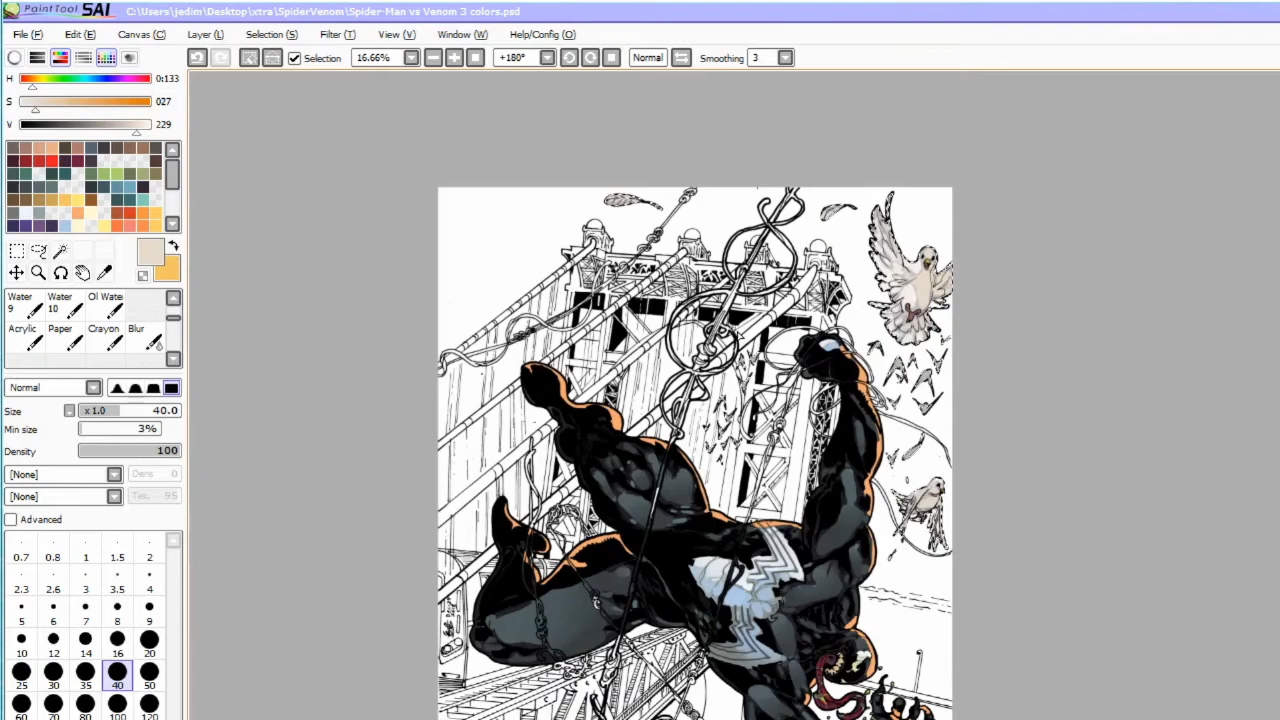 PaintTool SAI C:\Users\jedim\Desktop\xtra\SpiderVenom\Spider-Man vs Venom 3 colors.psd
File (F) Edit (E) Canvas (C) Layer (L) Selection (S) Filter (T) View (V) Window (W) Help/Config (O)
Selection 16.66% +180° Normal Smoothing 3
H 0:133
S 027
V 229
Water 9 Water 10 Ol Wate
Acrylic Paper Crayon Blur
Normal
Size x 1.0 40.0
Min size 3%
Density 100
[None] Dens 0
[None] 95
Advanced
0.7 0.8 1 1.5 2
2.3 2.6 3 3.5 4
5 6 7 8 9
10 12 14 16 20
25 30 35 40 50
60 70 80 100 120